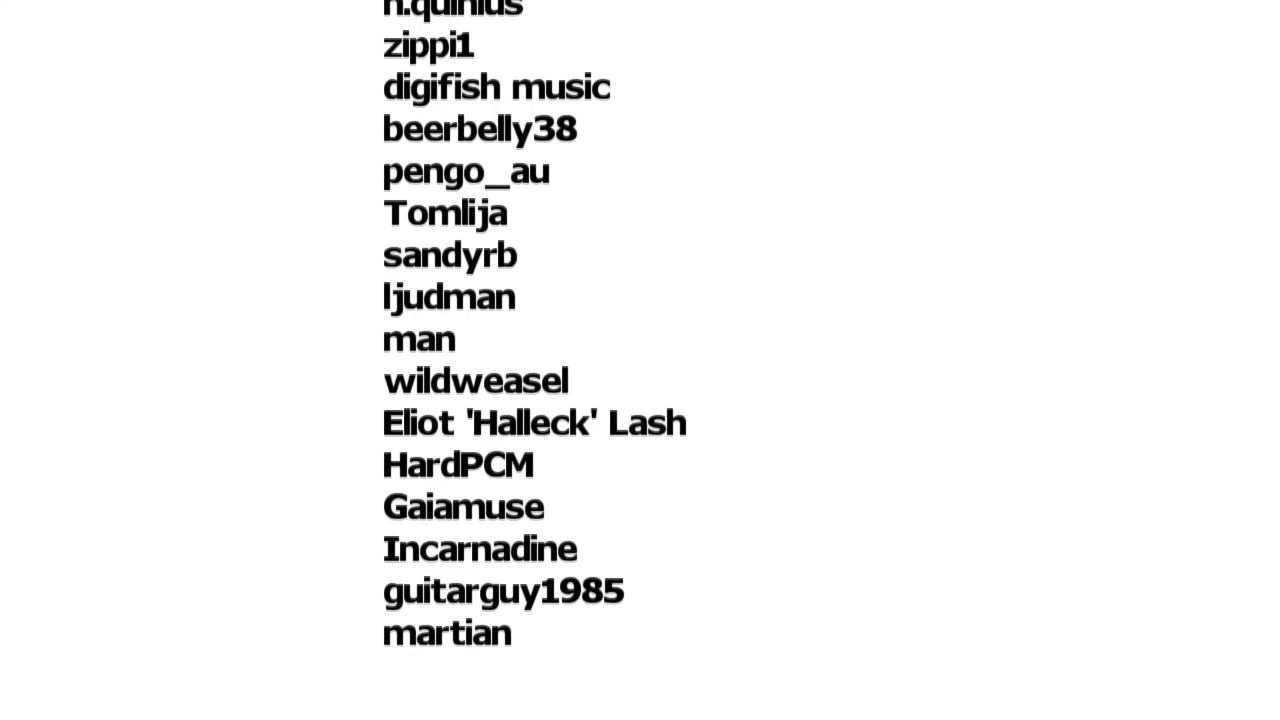 zippi1
digifish music
beerbelly38
pengo_au
Tomlija
sandyrb
ljudman
man
wildweasel
Eliot 'Halleck' Lash
HardPCM
Gaiamuse
Incarnadine
guitarguy1985
martian